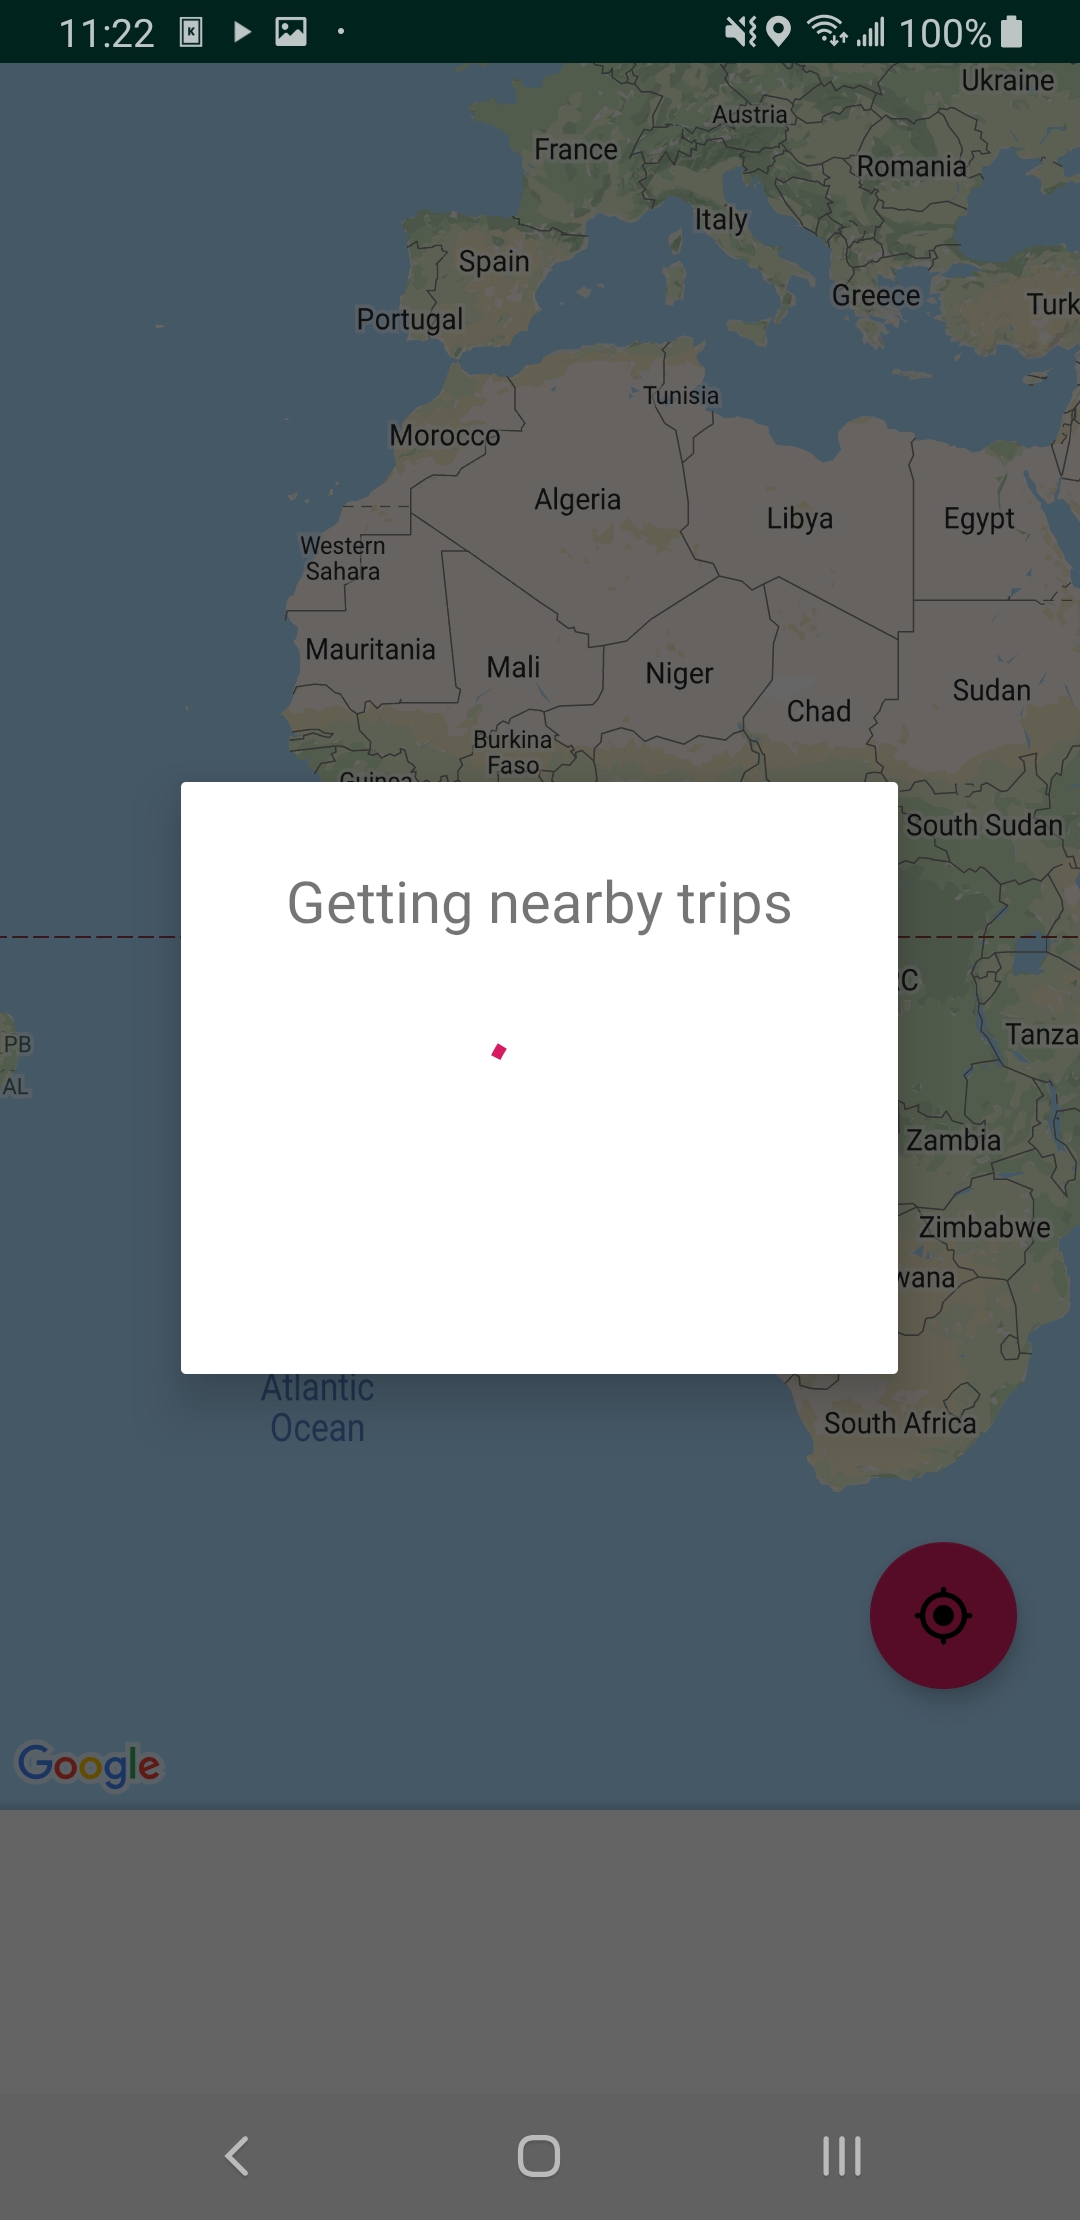 11:22
100%
Ukraine
Austria
France
Romania
Italy
Spain
Greece
Turk
Portugal
Tunisia
Morocco
Algeria
Libya
Egypt
Western
Sahara
Mauritania
Mali
Niger
Sudan
Chad
Burkina
Faso
Guinea
South Sudan
Getting nearby trips
C
Tanza
PB
AL
Zambia
Zimbabwe
wana
Atlantic
Ocean
South Africa
Google